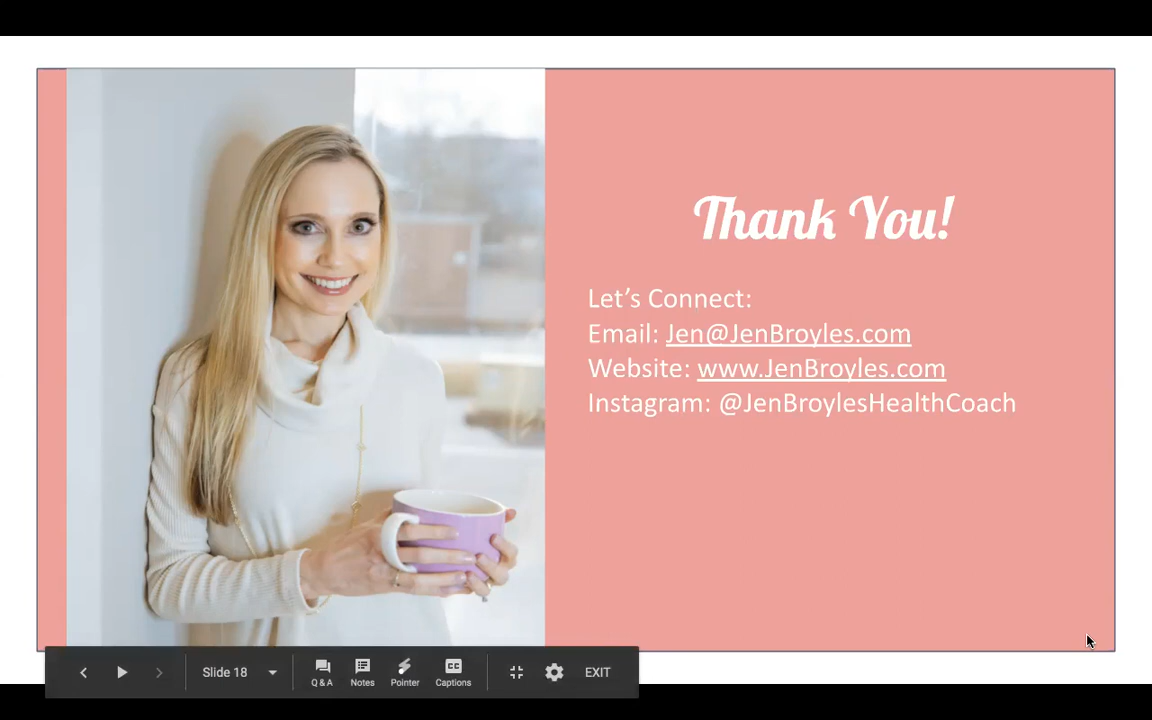 Thank You!
Let’s Connect:
Email: Jen@JenBroyles.com
Website: www.JenBroyles.com
Instagram: @JenBroylesHealthCoach
Slide 18
Q & A
Notes
Pointer
CC
Captions
EXIT